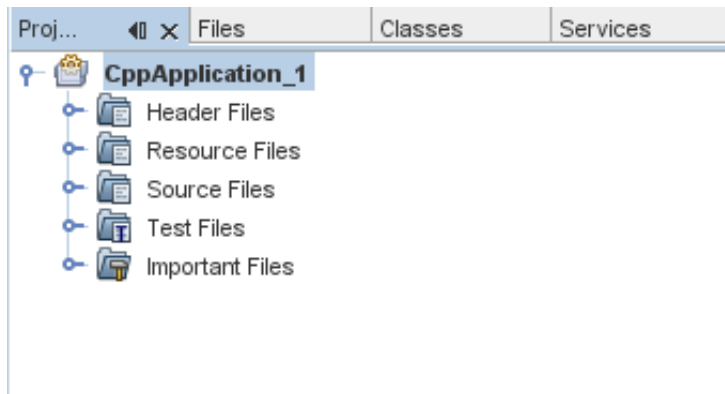 Proj... Files Classes Services
CppApplication_1
Header Files
Resource Files
Source Files
Test Files
Important Files